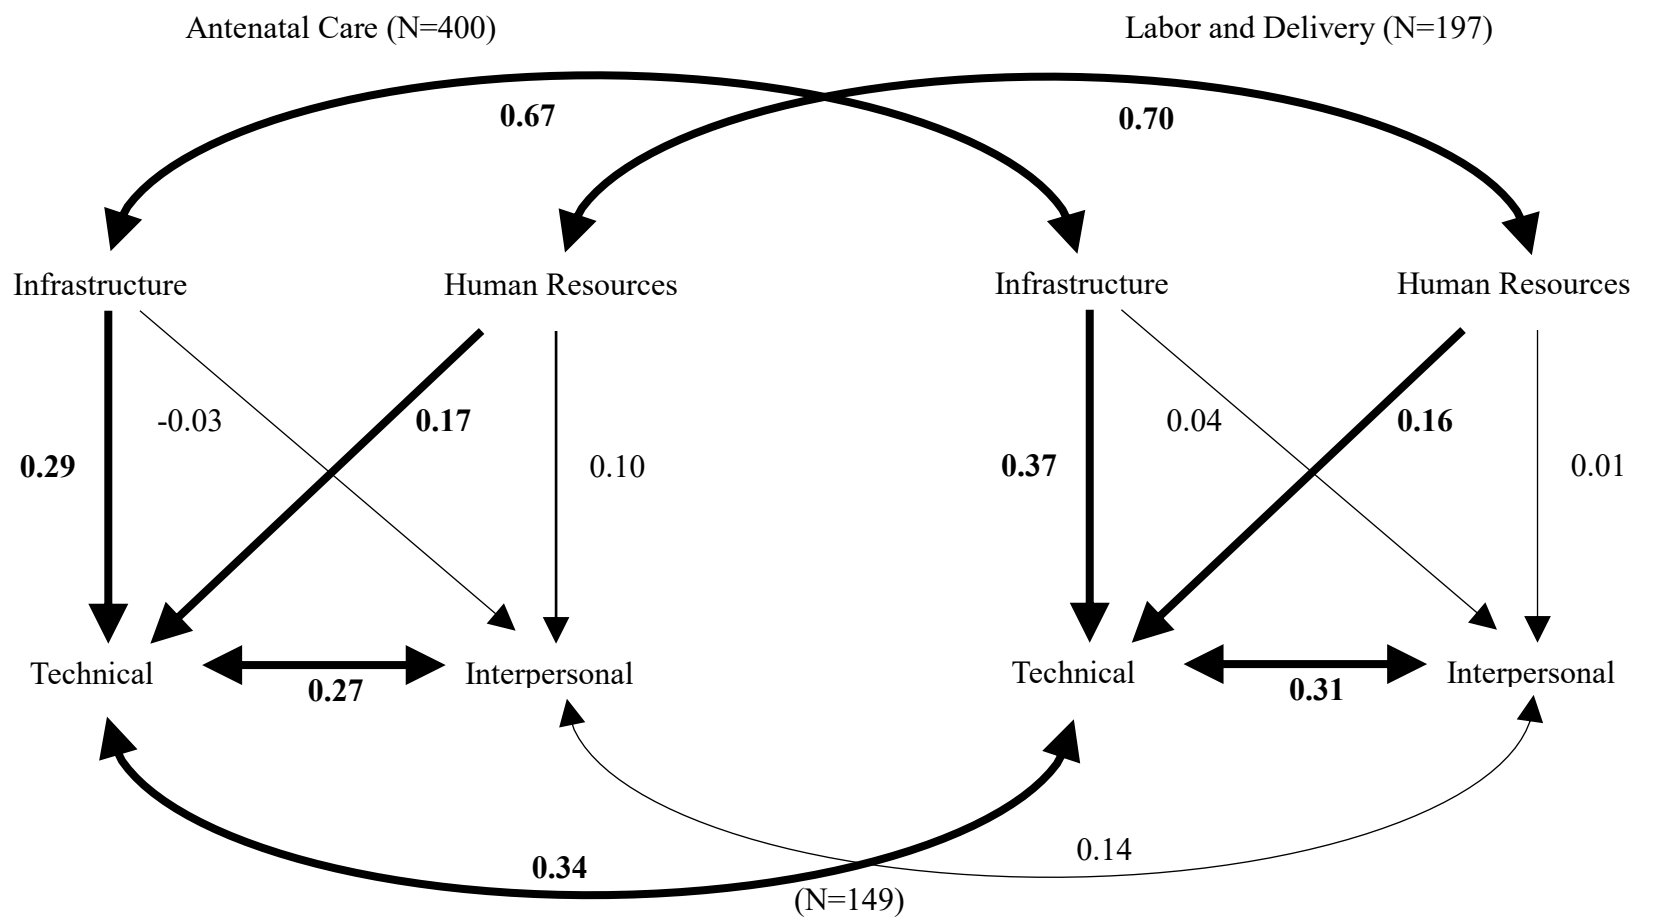 Antenatal Care (N=400)
Labor and Delivery (N=197)
0.67
0.70
Infrastructure
Human Resources
Infrastructure
Human Resources
-0.03
0.17
0.29
0.10
0.04
0.16
0.37
0.01
Technical
0.27
Interpersonal
Technical
0.31
Interpersonal
0.34
0.14
(N=149)